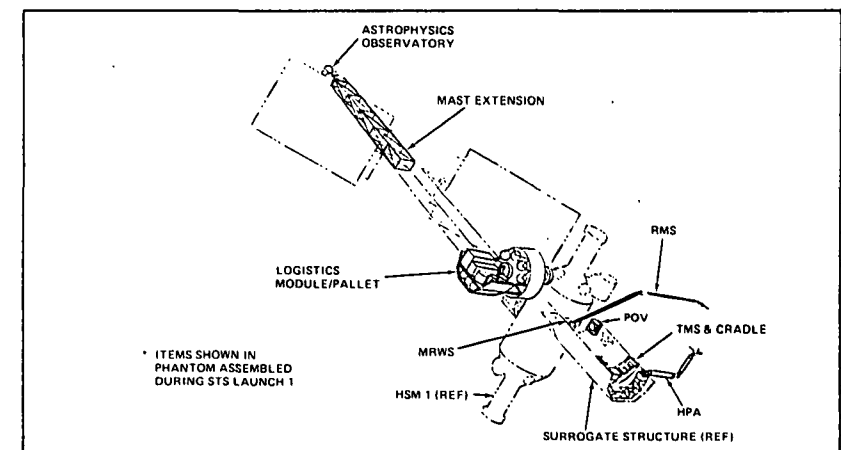 ASTROPHYSICS
OBSERVATORY
MAST EXTENSION
RMS
LOGISTICS
MODULE/PALLET
POV
TMS & CRADLE
MRWS
* ITEMS SHOWN IN
PHANTOM ASSEMBLED
DURING STS LAUNCH 1
HSM 1 (REF)
HPA
SURROGATE STRUCTURE (REF)